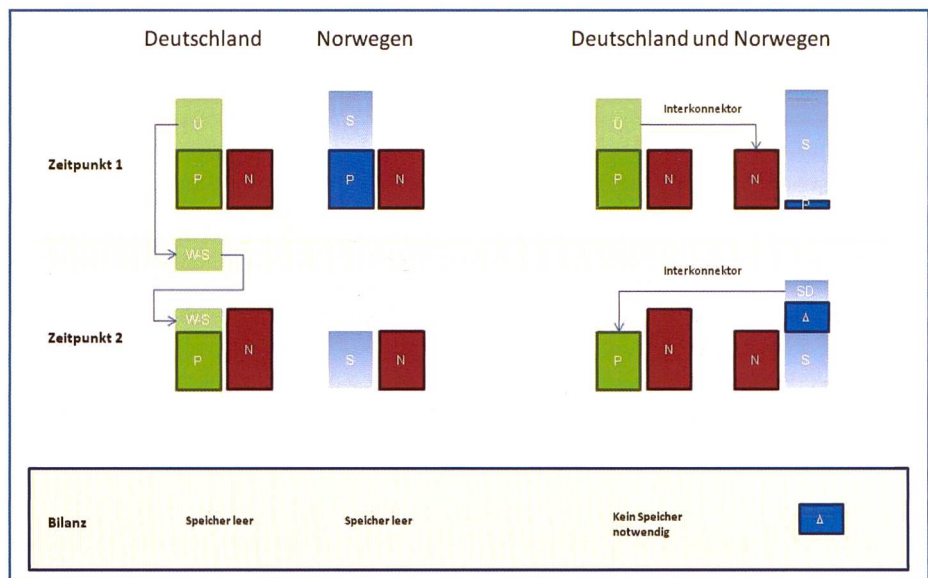 Deutschland
Norwegen
Deutschland und Norwegen
Zeitpunkt 1
Ü
P
N
S
P
N
Ü
P
N
Interkonnektor
N
S
P
W-S
Zeitpunkt 2
W-S
P
N
S
N
Interkonnektor
P
N
N
SD
Δ
S
Bilanz
Speicher leer
Speicher leer
Kein Speicher
notwendig
Δ